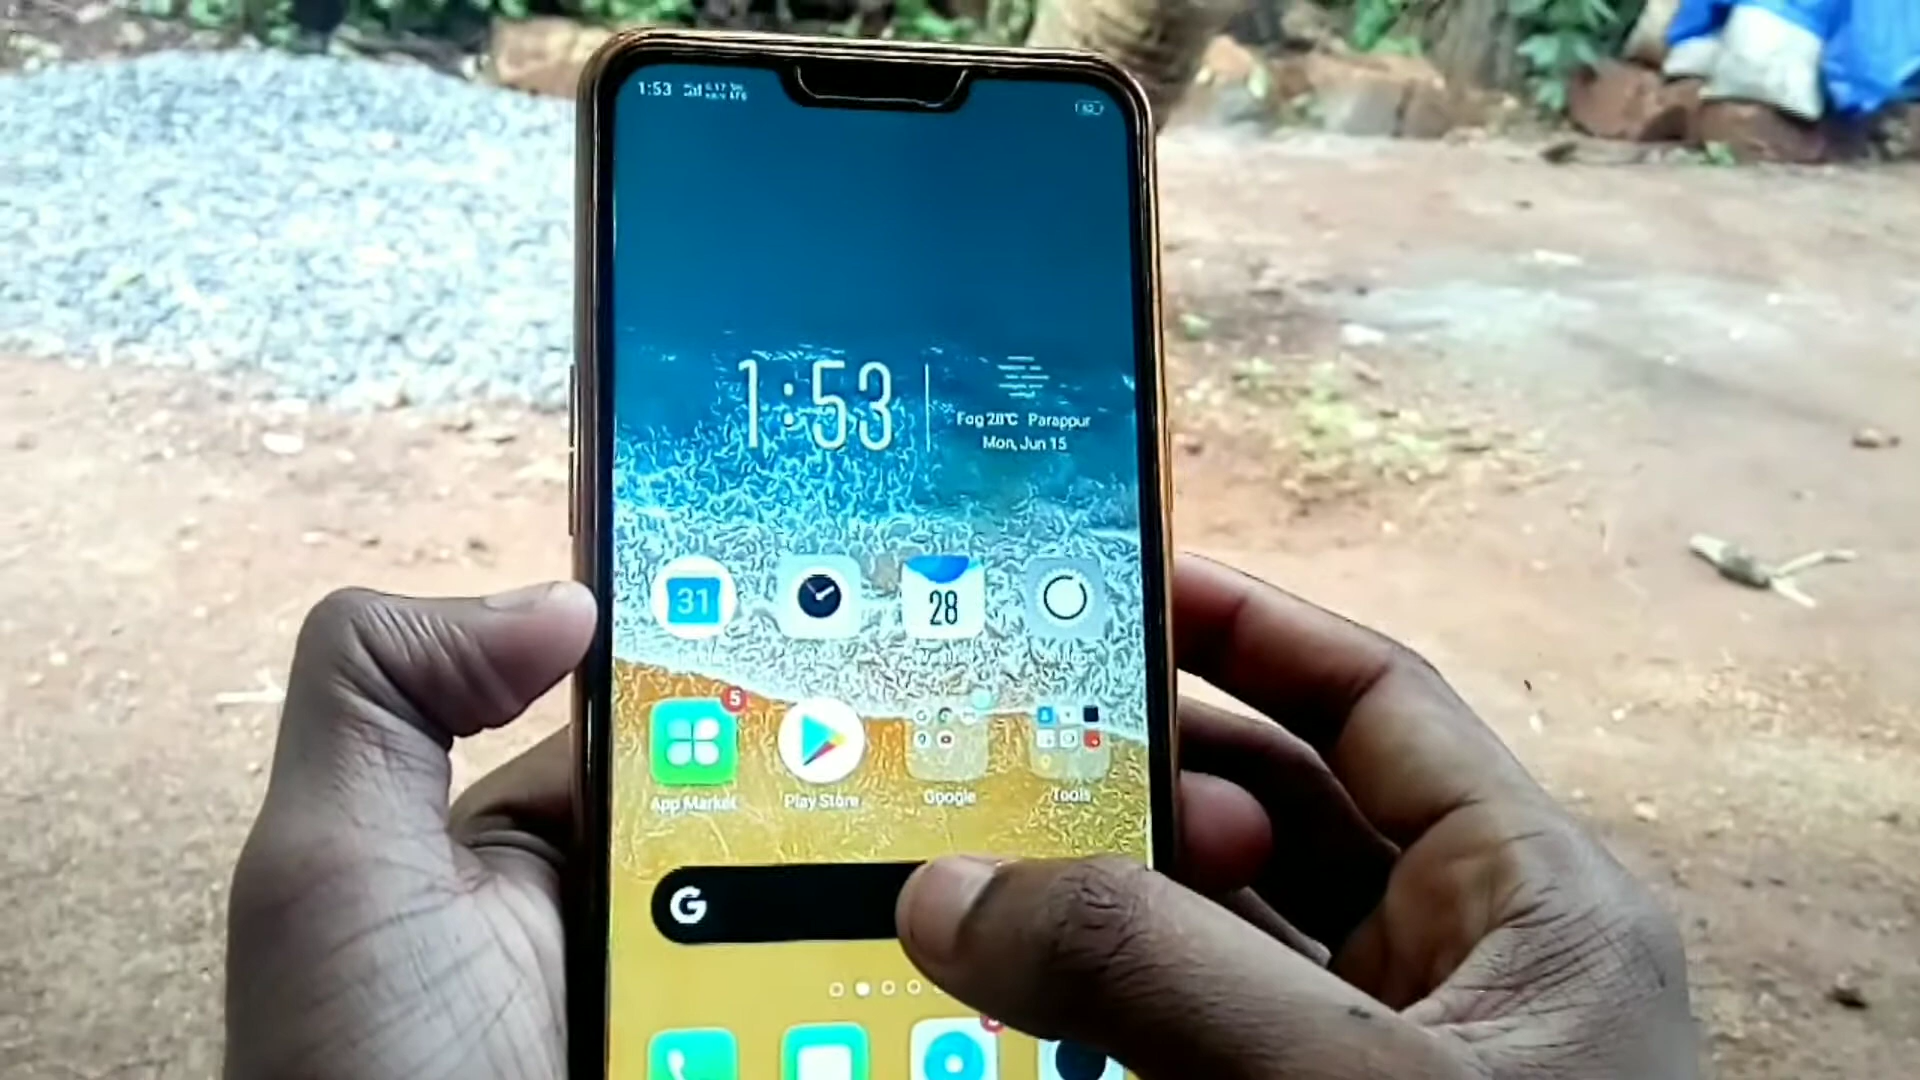 1:53
1:53
Fog 28℃ Parappur
Mon, Jun 15
31
28
5
App Market
Play Store
Google
Tools
G